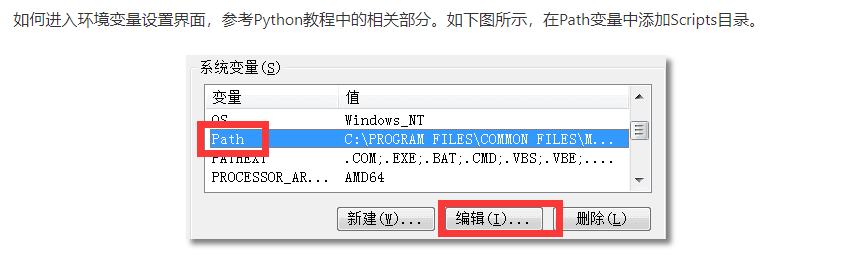 如何进入环境变量设置界面，参考Python教程中的相关部分。如下图所示，在Path变量中添加Scripts目录。
系统变量(S)
变量 值
OS Windows_NT
Path C:\PROGRAM FILES\COMMON FILES\M...
PATHEXT .COM;.EXE;.BAT;.CMD;.VBS;.VBE;....
PROCESSOR_AR... AMD64
新建(W)... 编辑(I)... 删除(L)